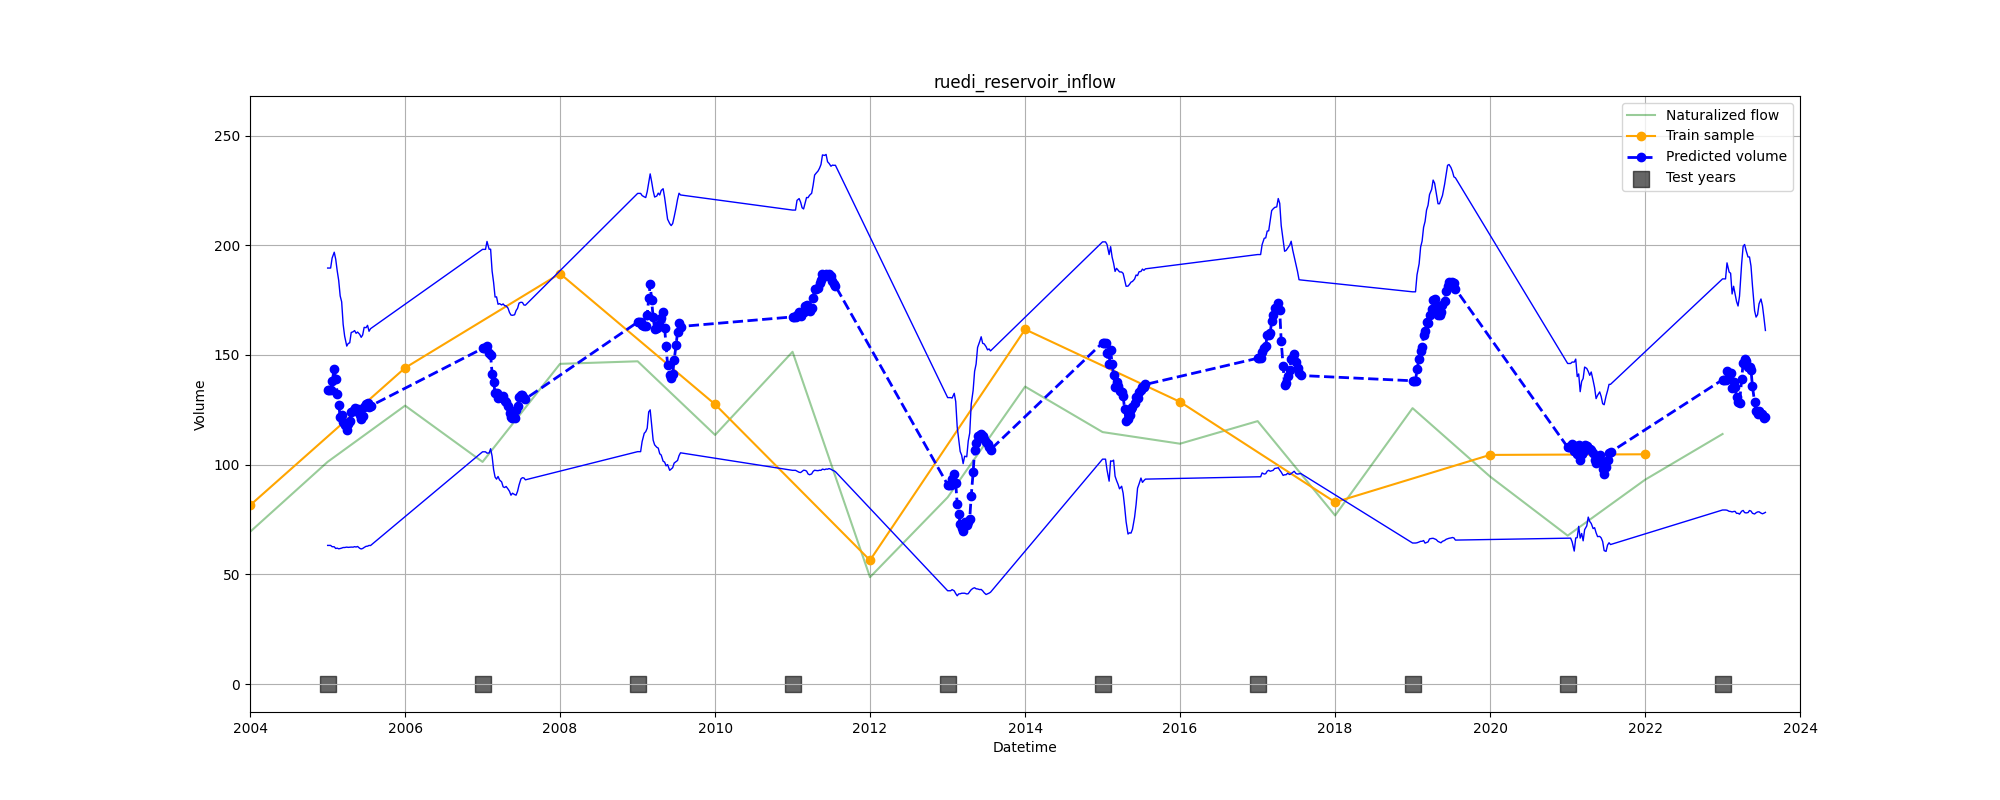 ruedi_reservoir_inflow
Naturalized flow
Train sample
Predicted volume
Test years
250
200
150
100
50
0
Volume
2004 2006 2008 2010 2012 2014 2016 2018 2020 2022 2024
Datetime